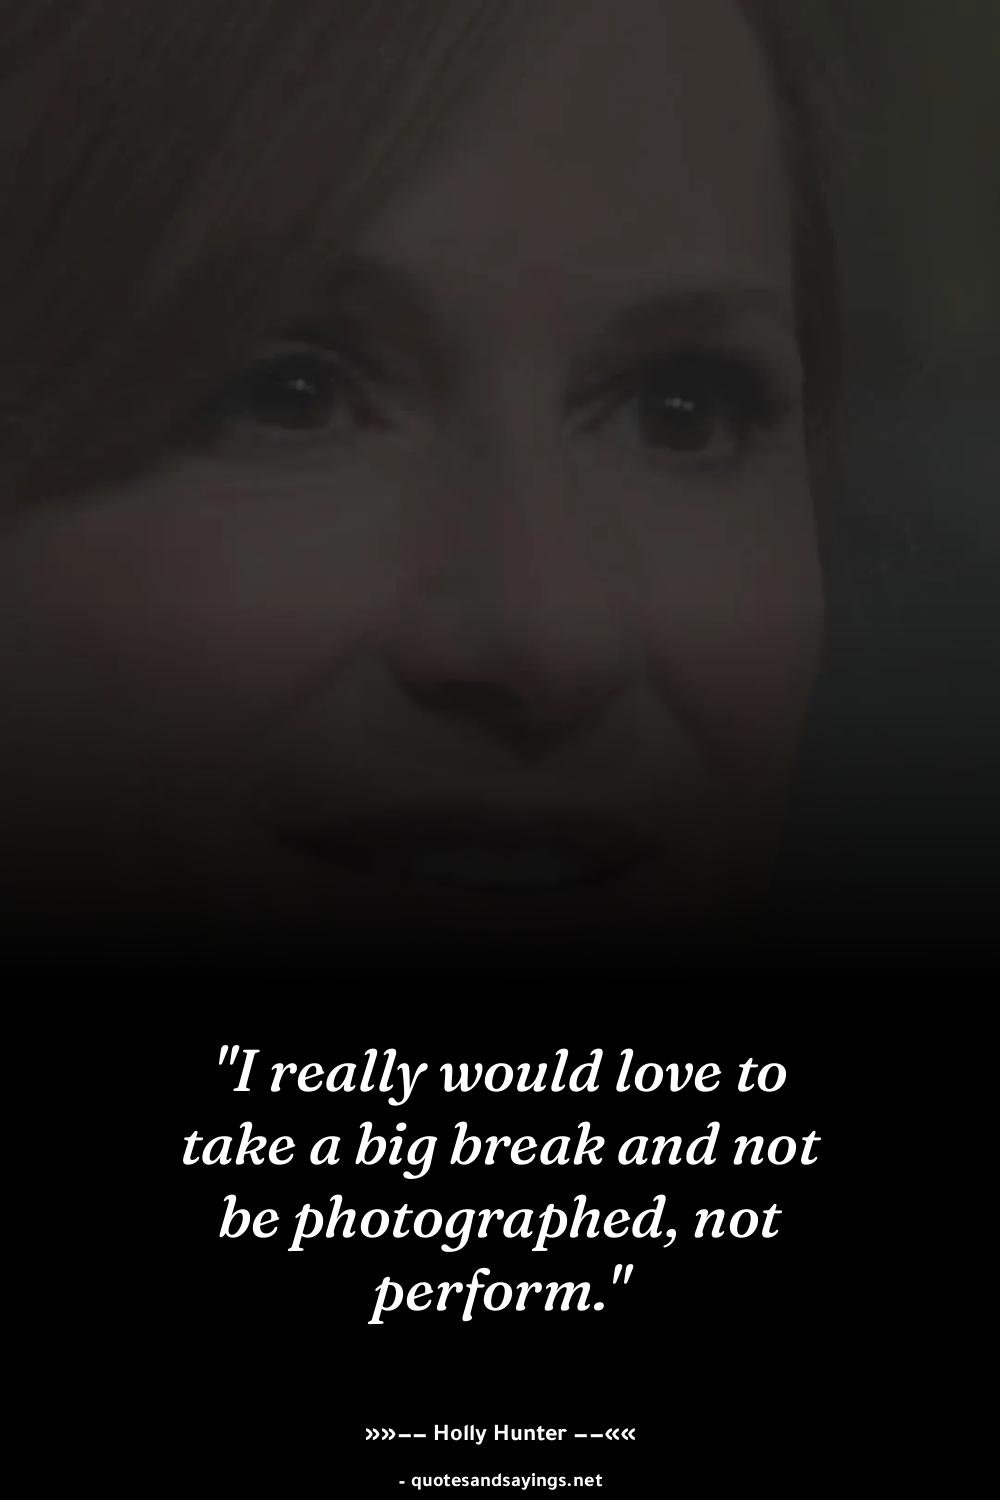 "I really would love to
take a big break and not
be photographed, not
perform."
»»–– Holly Hunter ––««
- quotesandsayings.net